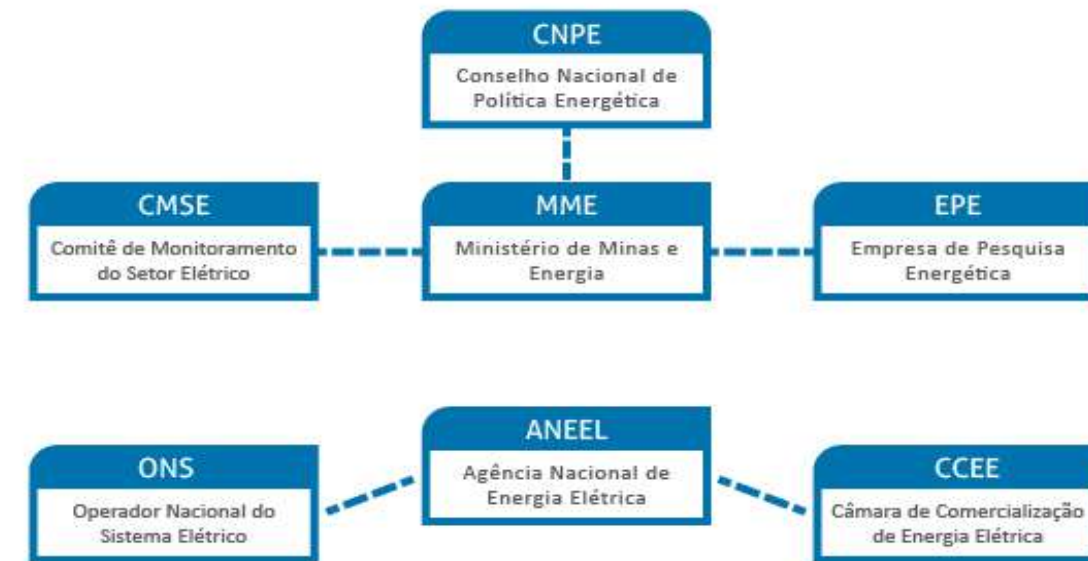 CNPE
Conselho Nacional de
Política Energética
CMSE
Comitê de Monitoramento
do Setor Elétrico
MME
Ministério de Minas e
Energia
EPE
Empresa de Pesquisa
Energética
ANEEL
Agência Nacional de
Energia Elétrica
ONS
Operador Nacional do
Sistema Elétrico
CCEE
Câmara de Comercialização
de Energia Elétrica